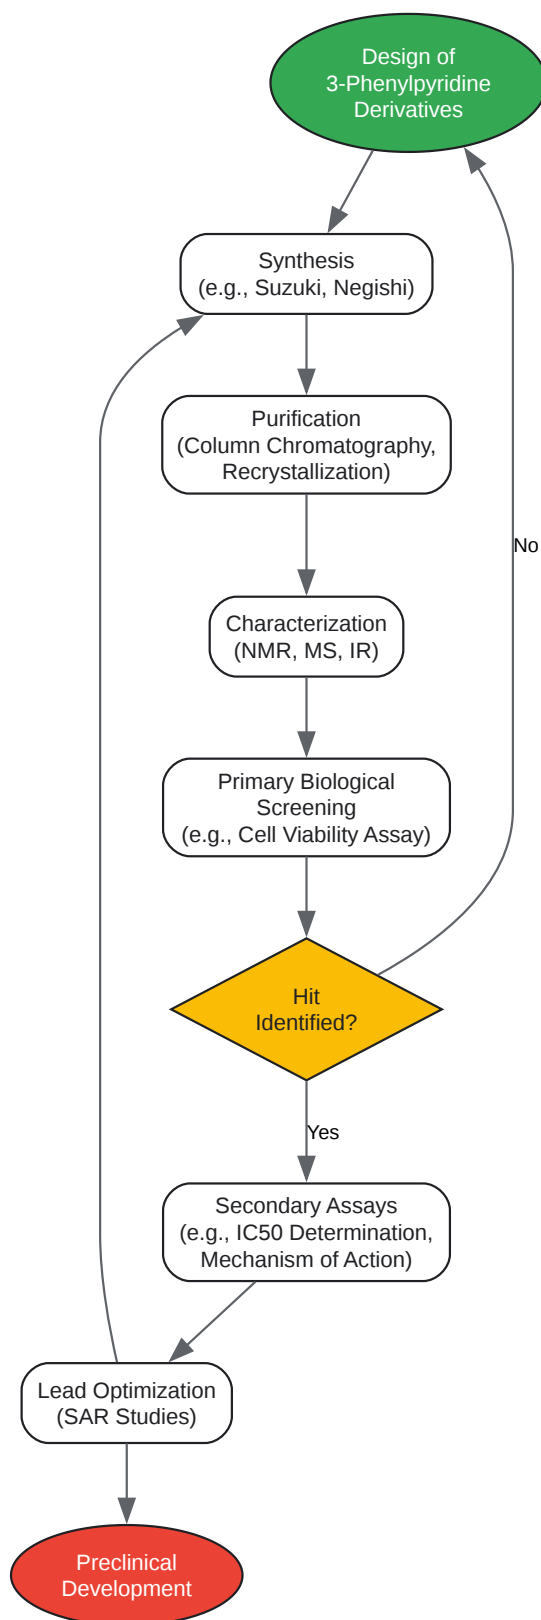 Design of
3-Phenylpyridine
Derivatives
Synthesis
(e.g., Suzuki, Negishi)
Purification
(Column Chromatography,
Recrystallization)
No
Characterization
(NMR, MS, IR)
Primary Biological
Screening
(e.g., Cell Viability Assay)
Hit
Identified?
Yes
Secondary Assays
(e.g., IC50 Determination,
Mechanism of Action)
Lead Optimization
(SAR Studies)
Preclinical
Development